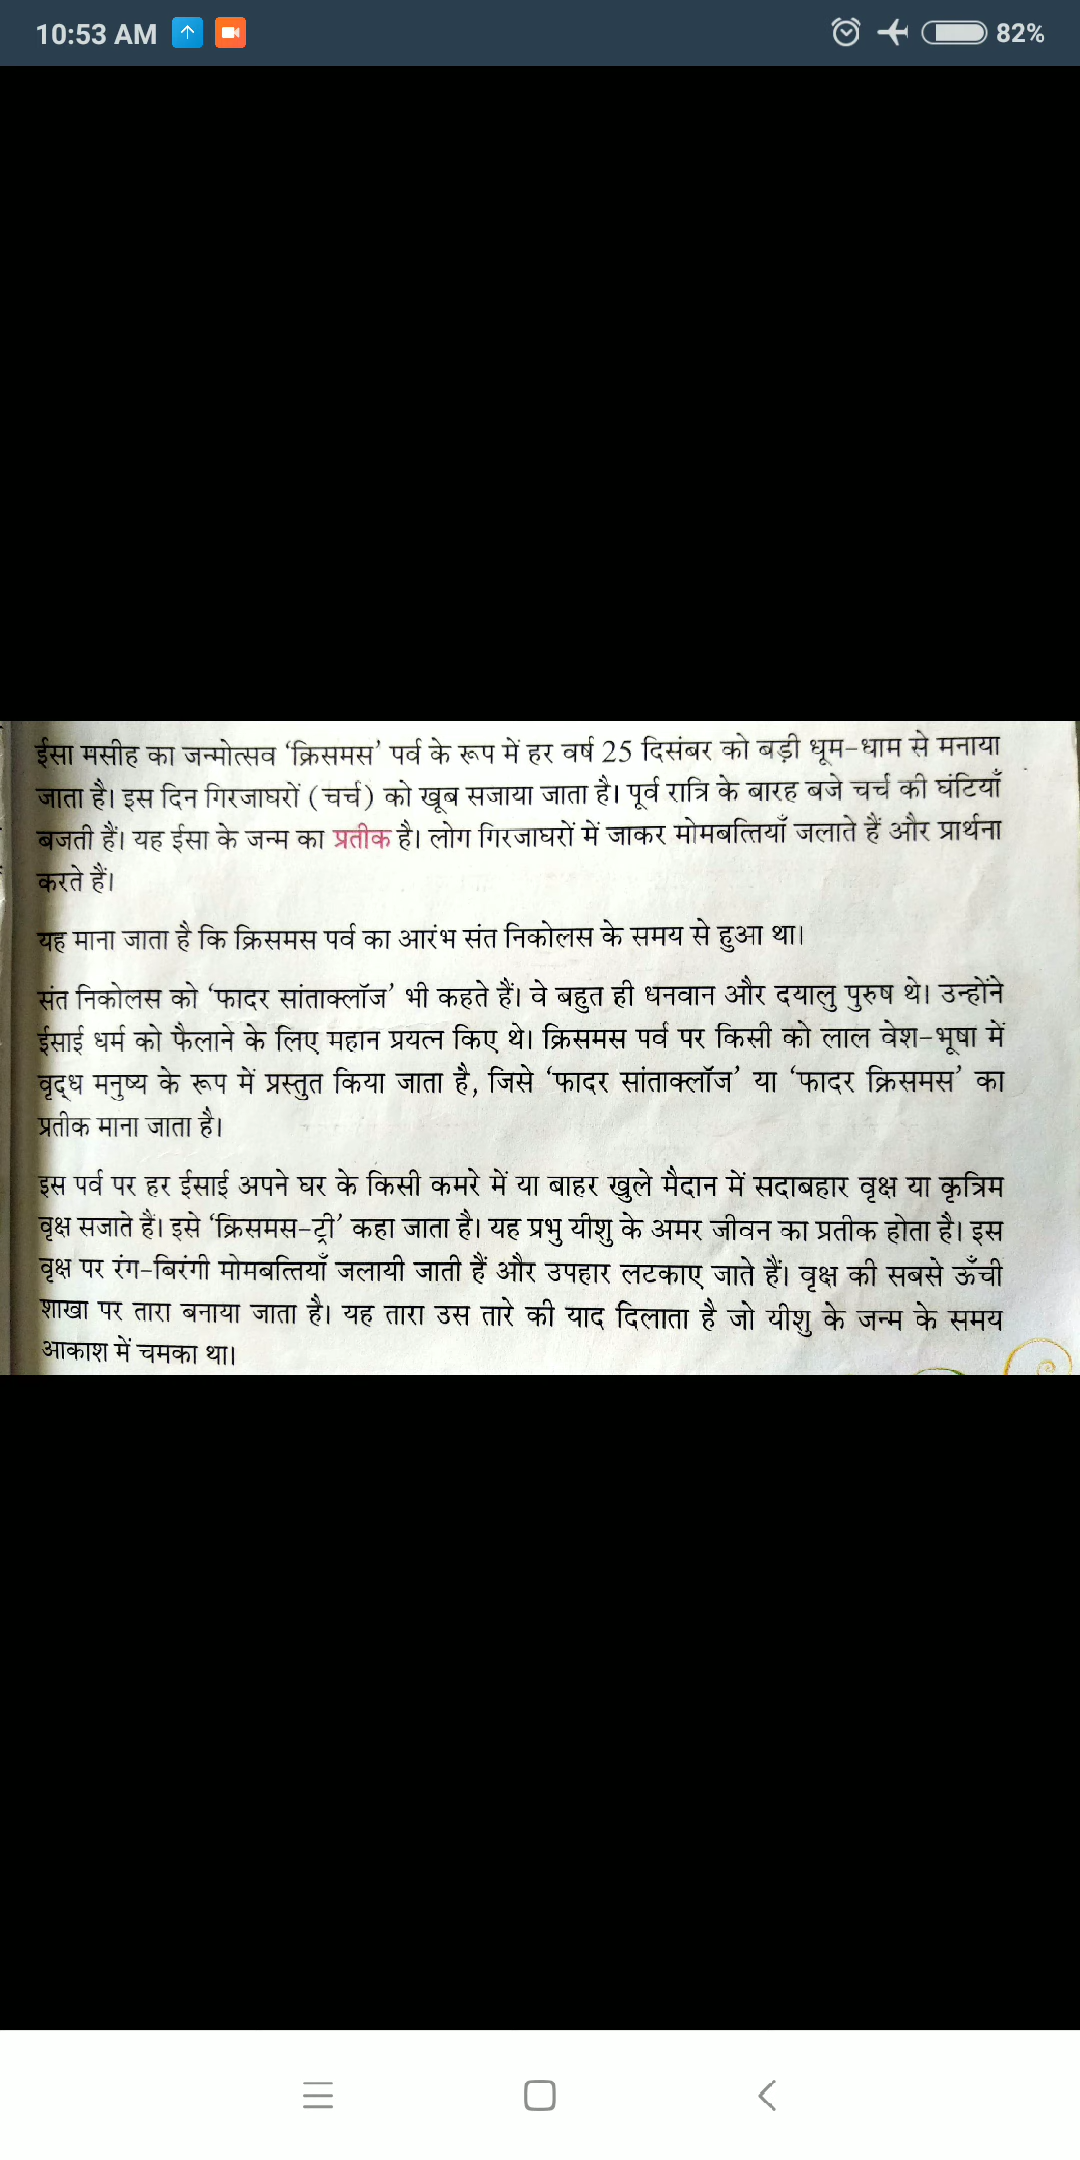 10:53 AM
82%
ईसा मसीह का जन्मोत्सव ‘क्रिसमस’ पर्व के रूप में हर वर्ष 25 दिसंबर को बड़ी धूम-धाम से मनाया
जाता है। इस दिन गिरजाघरों (चर्च) को खूब सजाया जाता है। पूर्व रात्रि के बारह बजे चर्च की घंटियाँ
बजती हैं। यह ईसा के जन्म का प्रतीक है। लोग गिरजाघरों में जाकर मोमबत्तियाँ जलाते हैं और प्रार्थना
करते हैं।
यह माना जाता है कि क्रिसमस पर्व का आरंभ संत निकोलस के समय से हुआ था।
संत निकोलस को ‘फादर सांताक्लॉज’ भी कहते हैं। वे बहुत ही धनवान और दयालु पुरुष थे। उन्होंने
ईसाई धर्म को फैलाने के लिए महान प्रयत्न किए थे। क्रिसमस पर्व पर किसी को लाल वेश-भूषा में
वृद्ध मनुष्य के रूप में प्रस्तुत किया जाता है, जिसे ‘फादर सांताक्लॉज’ या ‘फादर क्रिसमस’ का
प्रतीक माना जाता है।
इस पर्व पर हर ईसाई अपने घर के किसी कमरे में या बाहर खुले मैदान में सदाबहार वृक्ष या कृत्रिम
वृक्ष सजाते हैं। इसे ‘क्रिसमस-ट्री’ कहा जाता है। यह प्रभु यीशु के अमर जीवन का प्रतीक होता है। इस
वृक्ष पर रंग-बिरंगी मोमबत्तियाँ जलायी जाती हैं और उपहार लटकाए जाते हैं। वृक्ष की सबसे ऊँची
शाखा पर तारा बनाया जाता है। यह तारा उस तारे की याद दिलाता है जो यीशु के जन्म के समय
आकाश में चमका था।